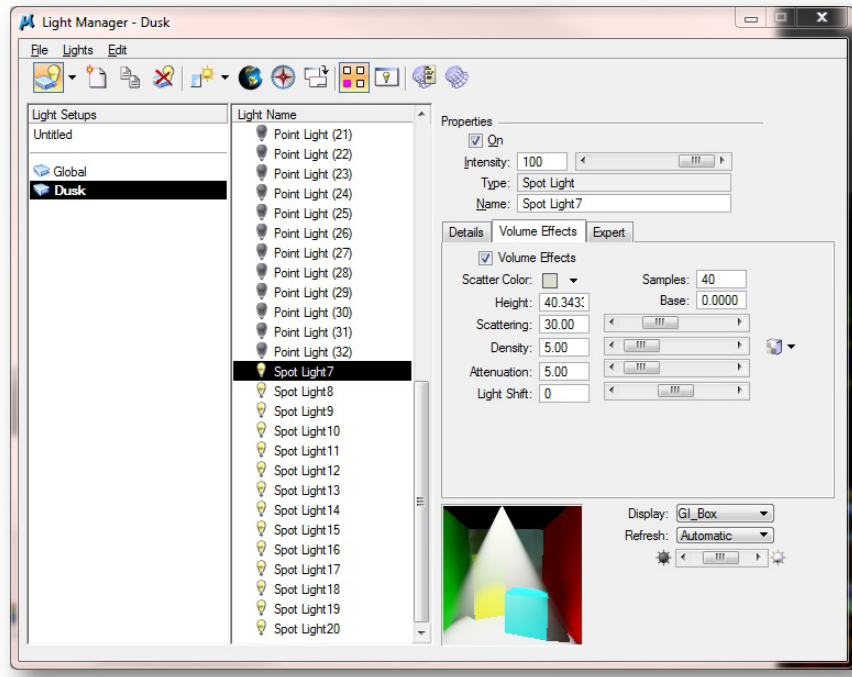 Light Manager - Dusk
File Lights Edit
Light Setups
Untitled
Global
Dusk
Light Name
Point Light (21)
Point Light (22)
Point Light (23)
Point Light (24)
Point Light (25)
Point Light (26)
Point Light (27)
Point Light (28)
Point Light (29)
Point Light (30)
Point Light (31)
Point Light (32)
Spot Light7
Spot Light8
Spot Light9
Spot Light10
Spot Light11
Spot Light12
Spot Light13
Spot Light14
Spot Light15
Spot Light16
Spot Light17
Spot Light18
Spot Light19
Spot Light20
Properties
On
Intensity: 100
Type: Spot Light
Name: Spot Light7
Details Volume Effects Expert
Volume Effects
Scatter Color: Samples: 40
Height: 40.343 Base: 0.0000
Scattering: 30.00
Density: 5.00
Attenuation: 5.00
Light Shift: 0
Display: GI_Box
Refresh: Automatic